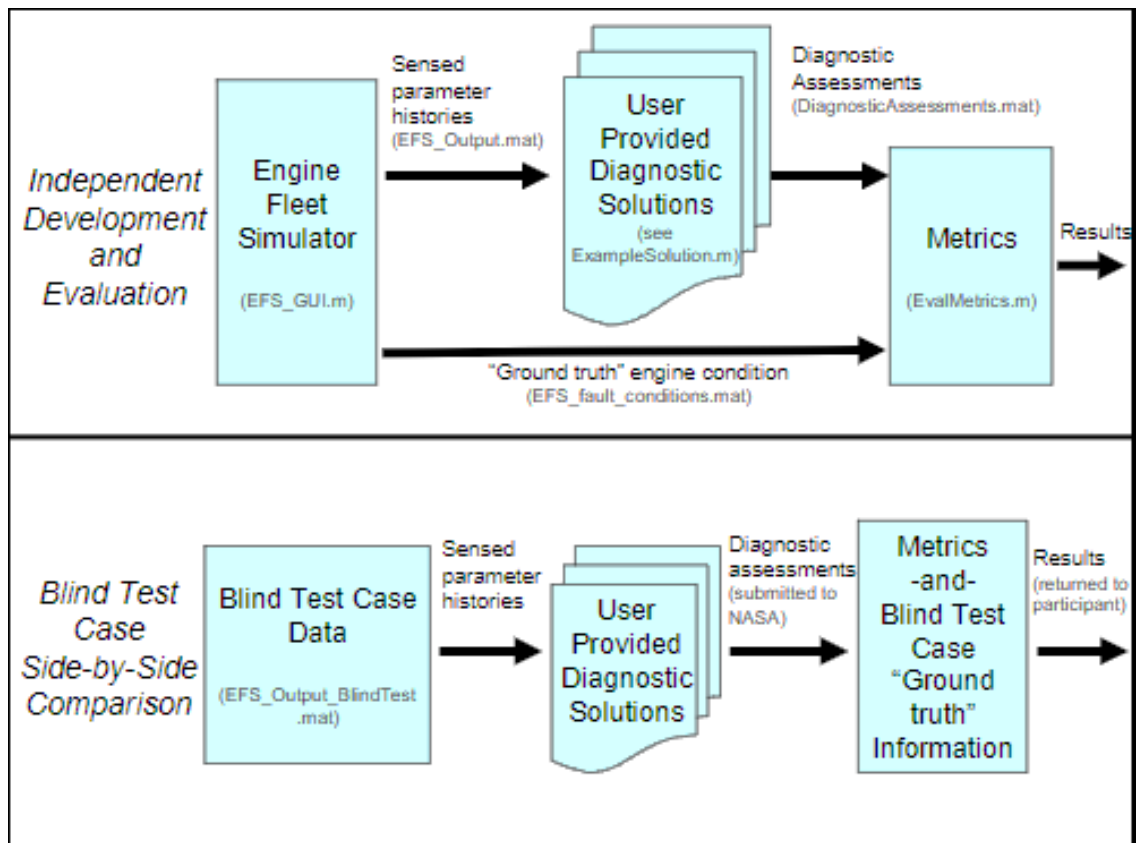 Independent
Development
and
Evaluation
Engine
Fleet
Simulator
(EFS_GUI.m)
Sensed
parameter
histories
(EFS_Output.mat)
User
Provided
Diagnostic
Solutions
(see
ExampleSolution.m)
Diagnostic
Assessments
(DiagnosticAssessments.mat)
Metrics
(EvalMetrics.m)
Results
“Ground truth” engine condition
(EFS_fault_conditions.mat)
Blind Test
Case
Side-by-Side
Comparison
Blind Test Case
Data
(EFS_Output_BlindTest
.mat)
Sensed
parameter
histories
User
Provided
Diagnostic
Solutions
Diagnostic
assessments
(submitted to
NASA)
Metrics
-and-
Blind Test
Case
“Ground
truth”
Information
Results
(returned to
participant)